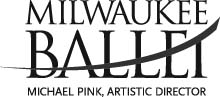 MILWAUKEE
BALLET
MICHAEL PINK, ARTISTIC DIRECTOR